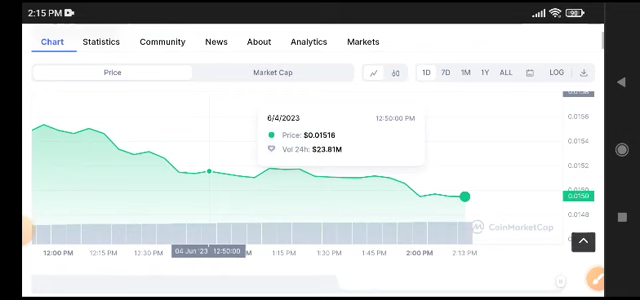 2:15 PM
99
Chart Statistics Community News About Analytics Markets
Price Market Cap 1D 7D 1M 1Y ALL LOG
6/4/2023 12:50:00 PM
Price: $0.01516
Vol 24h: $23.81M
0.0156
0.0154
0.0152
0.0150
0.0148
CoinMarketCap
12:00 PM 12:15 PM 12:30 PM 04 Jun '23 12:50:00 M 1:15 PM 1:30 PM 1:45 PM 2:00 PM 2:13 PM